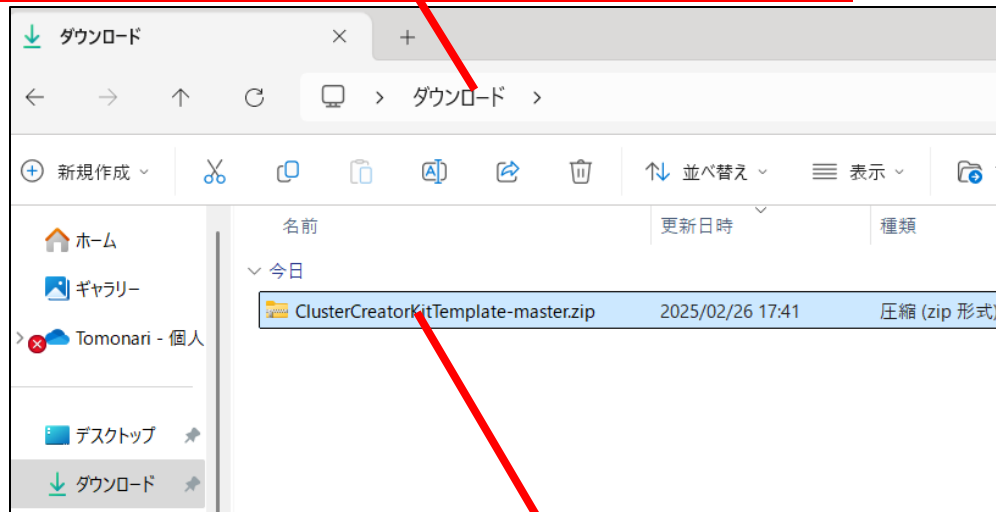 ダウンロード
ダウンロード
新規作成
並べ替え
表示
名前
更新日時
種類
ホーム
ギャラリー
Tomonari - 個人
デスクトップ
ダウンロード
今日
ClusterCreatorKitTemplate-master.zip
2025/02/26 17:41
圧縮 (zip 形式)